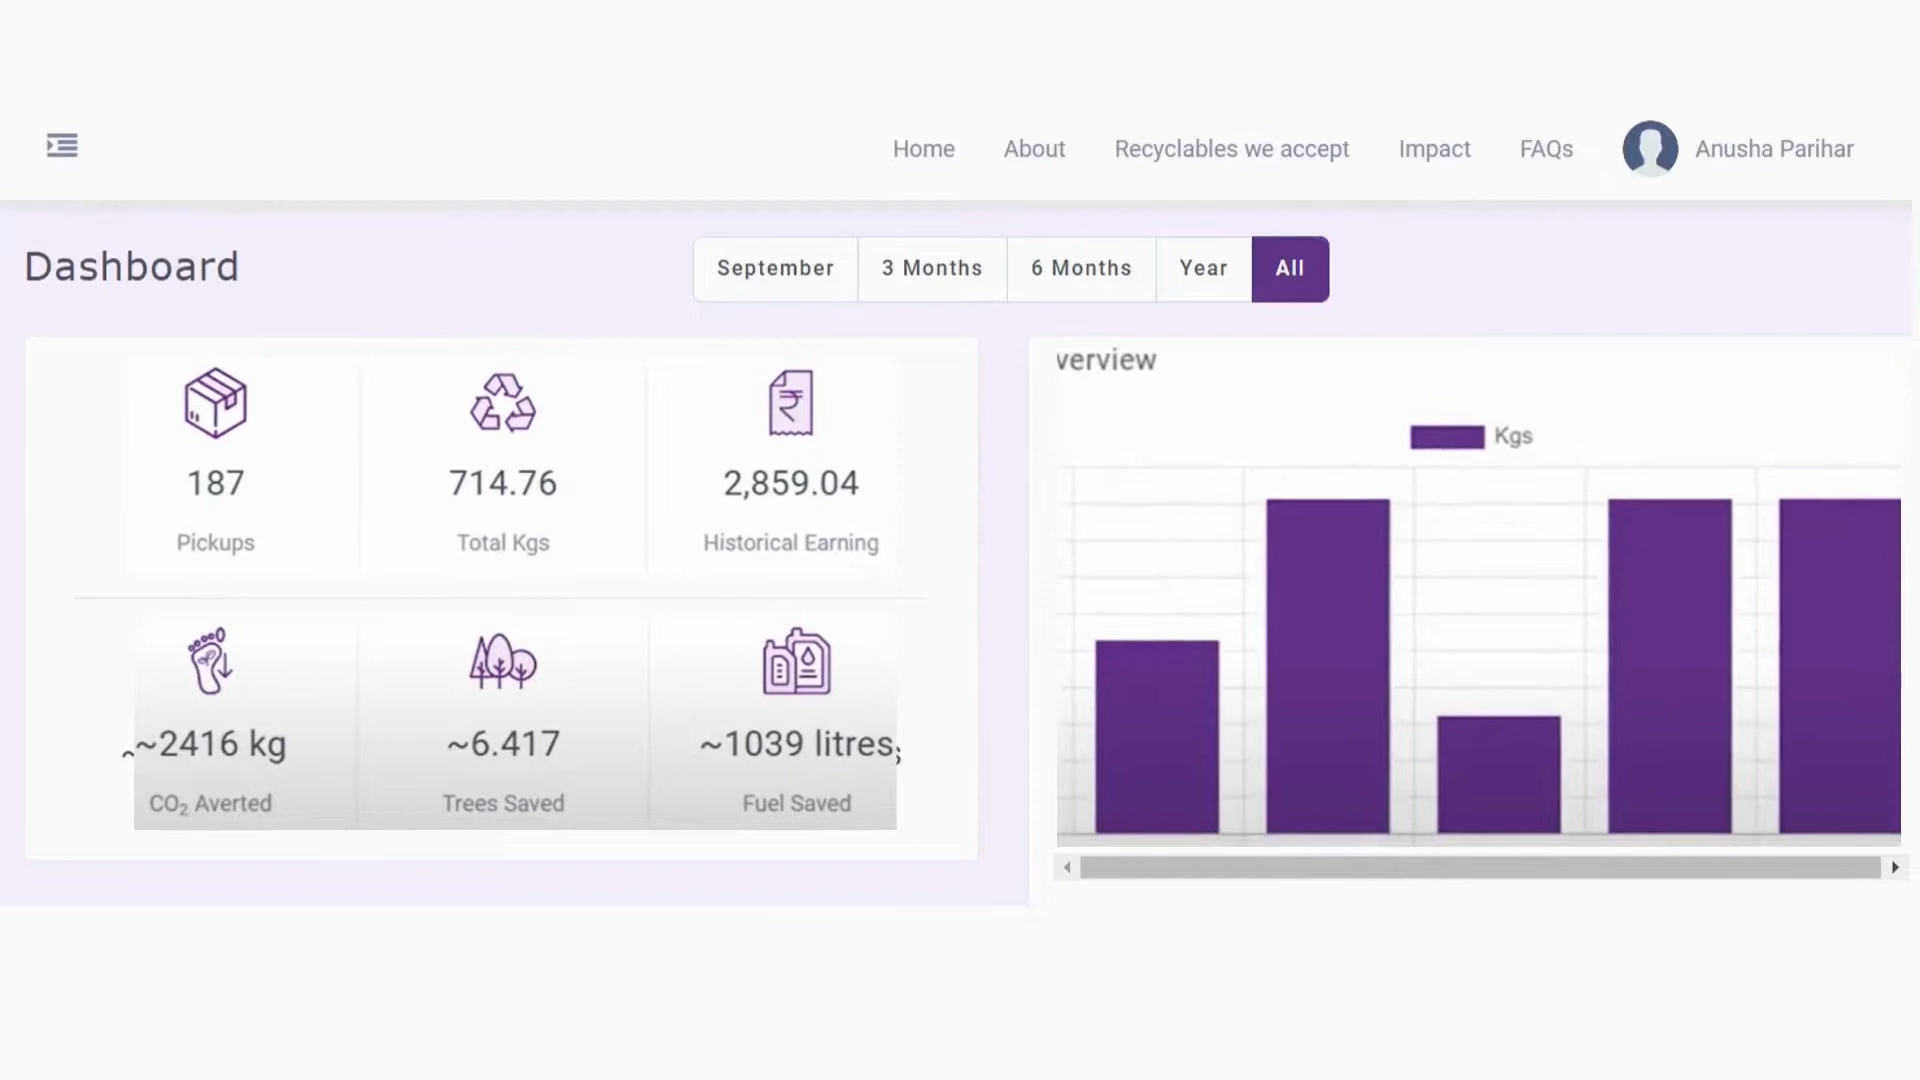 Home About Recyclables we accept Impact FAQs Anusha Parihar
Dashboard
September 3 Months 6 Months Year All
187 714.76 2,859.04
Pickups Total Kgs Historical Earning
~2416 kg ~6.417 ~1039 litres
CO₂ Averted Trees Saved Fuel Saved
verview
Kgs